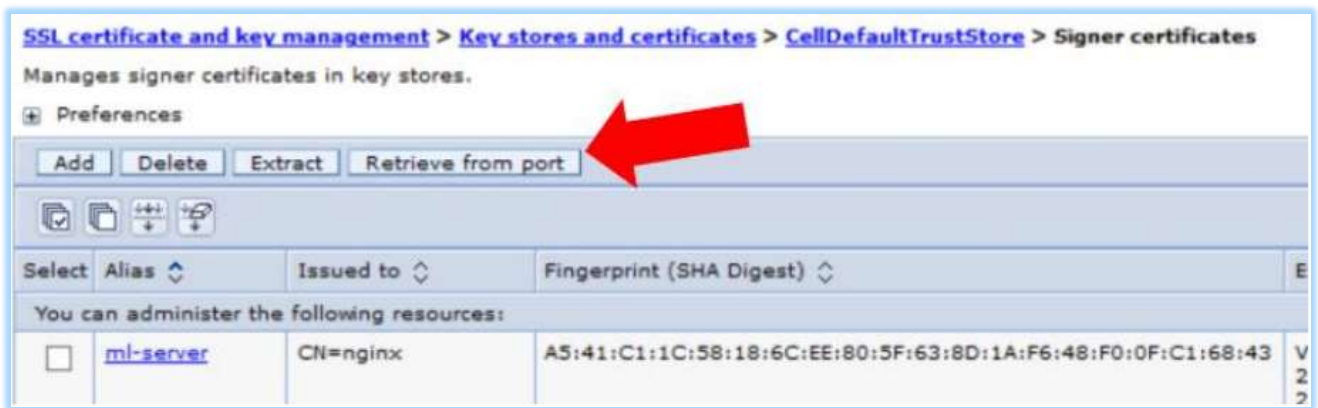 SSL certificate and key management > Key stores and certificates > CellDefaultTrustStore > Signer certificates
Manages signer certificates in key stores.
Preferences
Add Delete Extract Retrieve from port
Select Alias Issued to Fingerprint (SHA Digest)
You can administer the following resources:
ml-server CN=nginx A5:41:C1:1C:58:18:6C:EE:80:5F:63:8D:1A:F6:48:F0:0F:C1:68:43